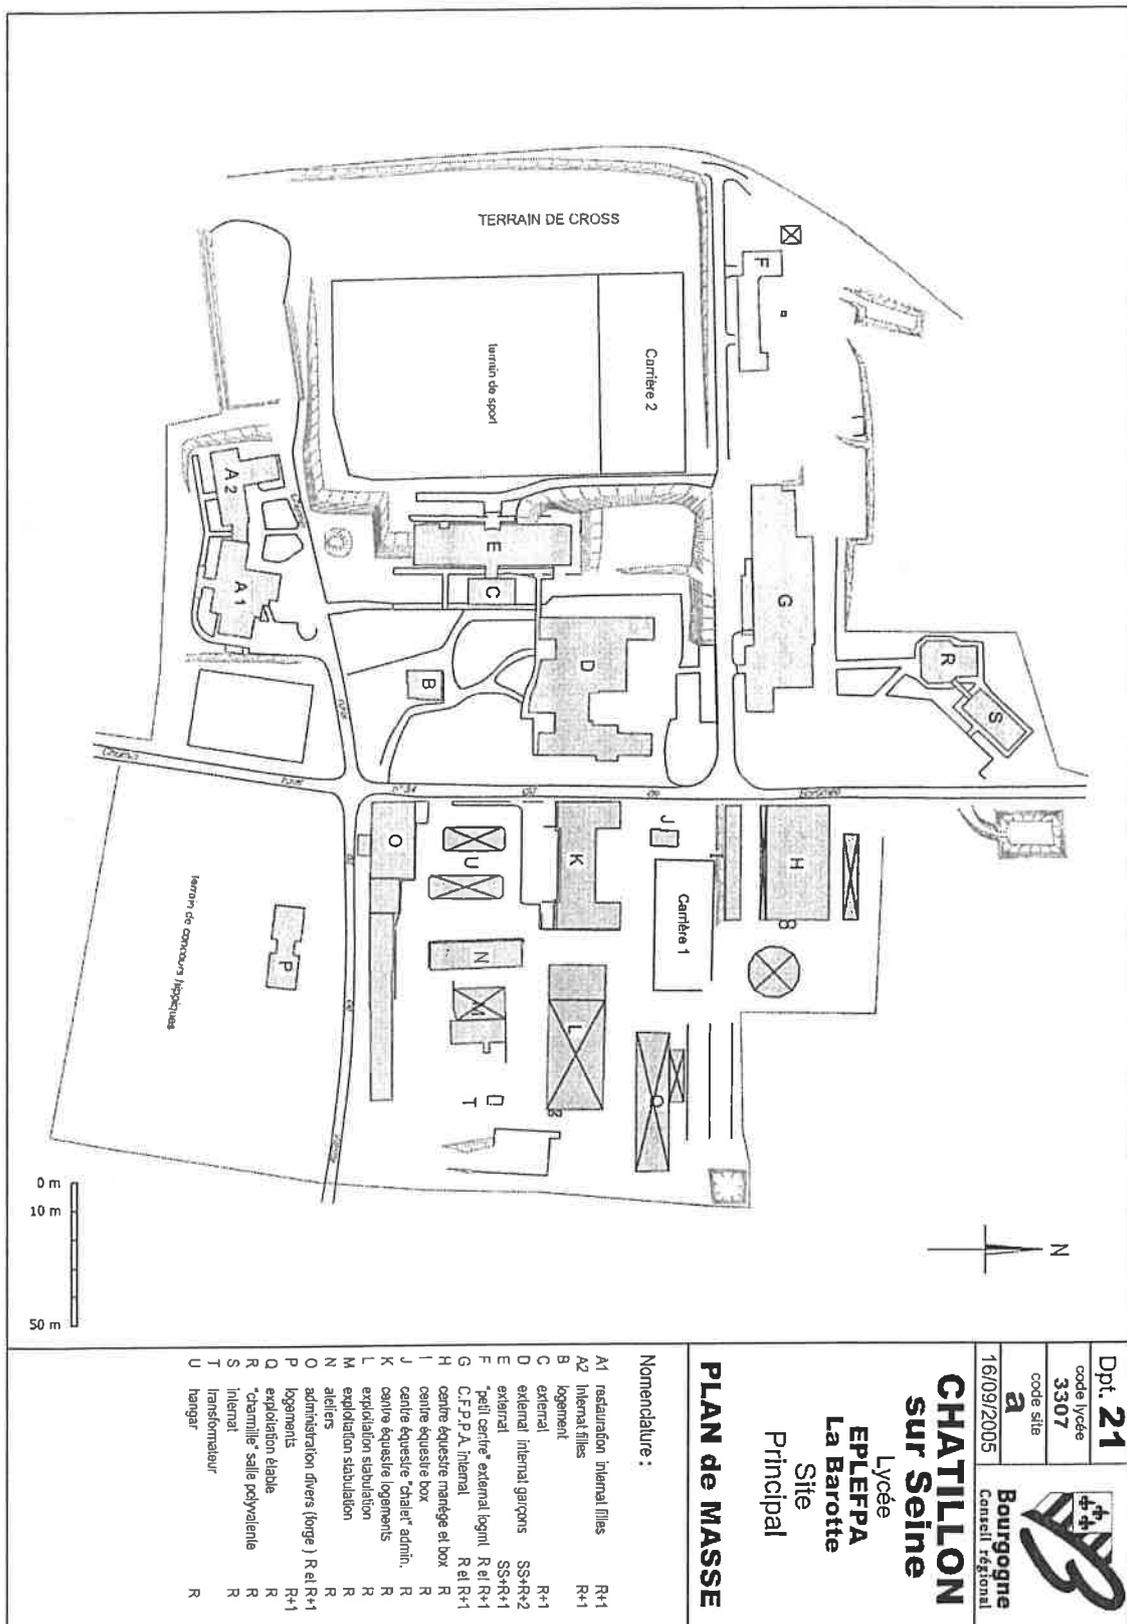 Dpt. 21
code lycée
3307
code site
a
16/09/2005
Bourgogne
Conseil régional
CHATILLON
sur Seine
Lycée
EPLEFPA
La Barotte
Site
Principal
PLAN de MASSE
Nomenclature :
A1 restauration internat filles R+1
A2 Internat filles R+1
B logement
C externat R+1
D externat internat garçons SS+R+2
E externat SS+R+1
F "petit centre" externat logmt R et R+1
G C.F.P.P.A. internat R et R+1
H centre équestre manège et box R
I centre équestre box R
J centre équestre "chalet" admin. R
K centre équestre logements R
L exploitation stabulation R
M exploitation stabulation R
N ateliers R
O administration divers (forge) R et R+1
P logements R+1
Q exploitation étable R
R "charmille" salle polyvalente R
S internat R
T transformateur
U hangar R
TERRAIN DE CROSS
terrain de sport
Carrière 2
F
A 2
A 1
E
C
G
B
D
R
S
O
U
K
J
Carrière 1
H
terrain de concours hippiques
P
N
M
L
T
N
0 m
10 m
50 m